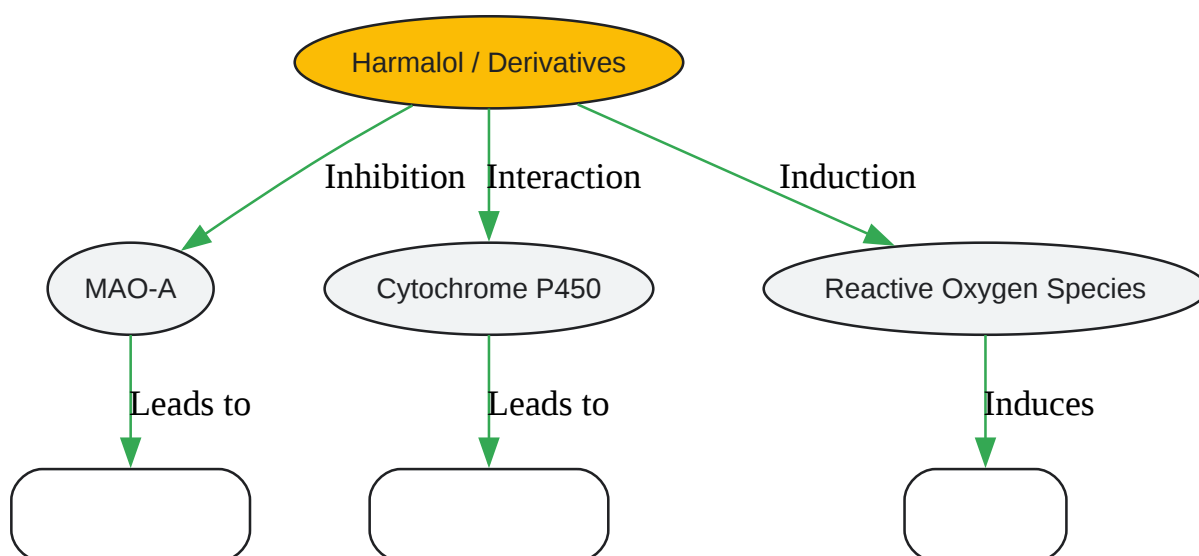 Harmalol / Derivatives
Inhibition
Interaction
Induction
MAO-A
Cytochrome P450
Reactive Oxygen Species
Leads to
Leads to
Induces